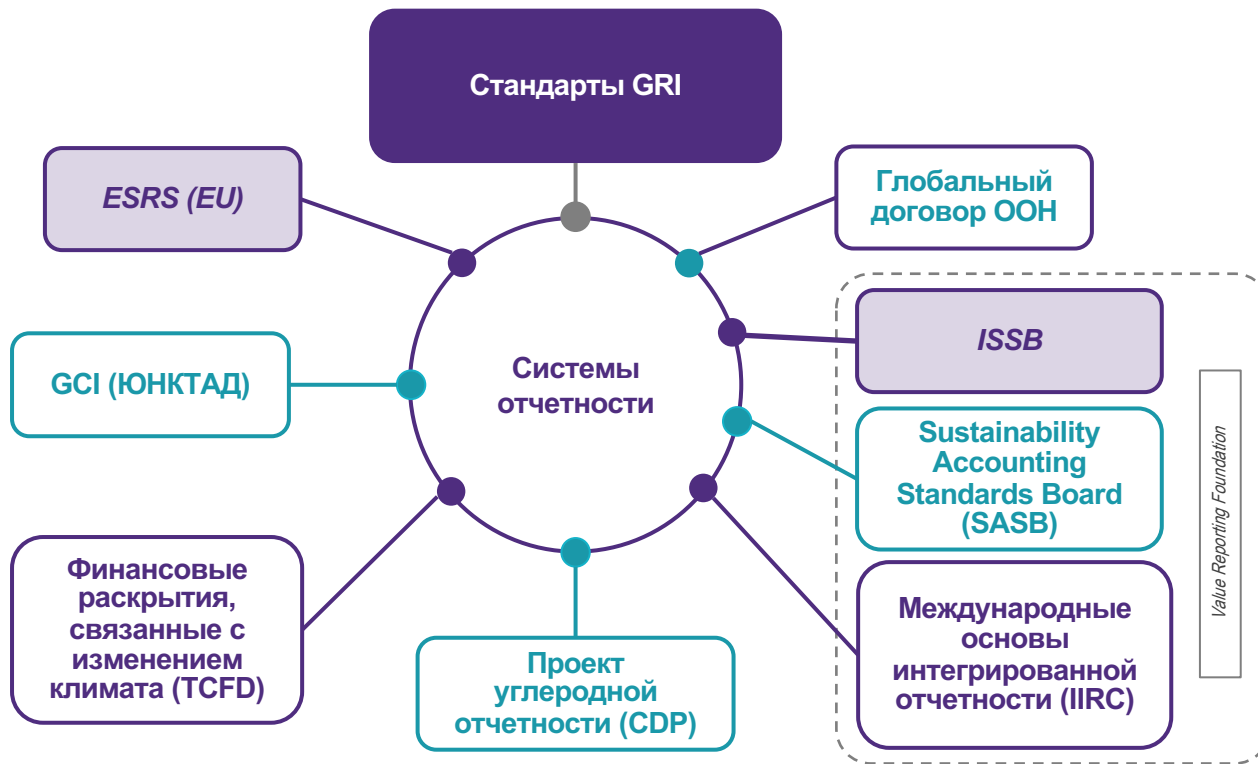 Стандарты GRI
ESRS (EU)
Глобальный
договор ООН
ISSB
GCI (ЮНКТАД)
Системы
отчетности
Sustainability
Accounting
Standards Board
(SASB)
Value Reporting Foundation
Финансовые
раскрытия,
связанные с
изменением
климата (TCFD)
Проект
углеродной
отчетности (CDP)
Международные
основы
интегрированной
отчетности (IIRC)